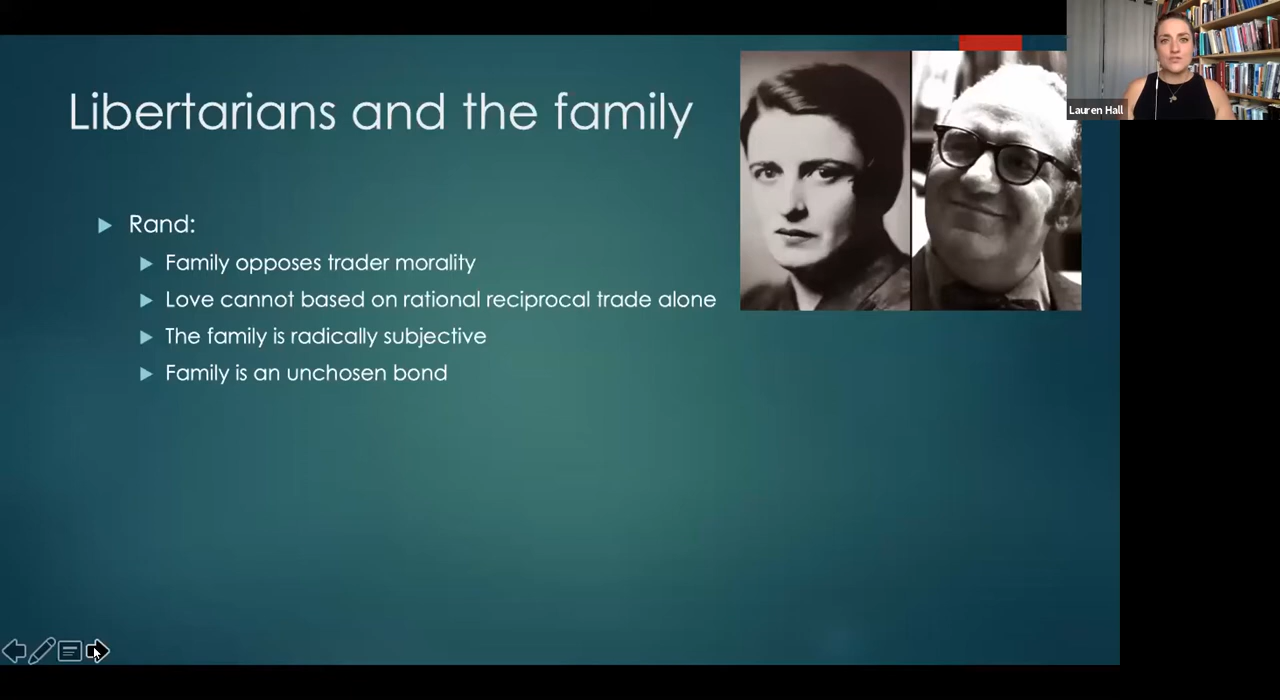 Libertarians and the family
Rand:
Family opposes trader morality
Love cannot based on rational reciprocal trade alone
The family is radically subjective
Family is an unchosen bond
Lauren Hall